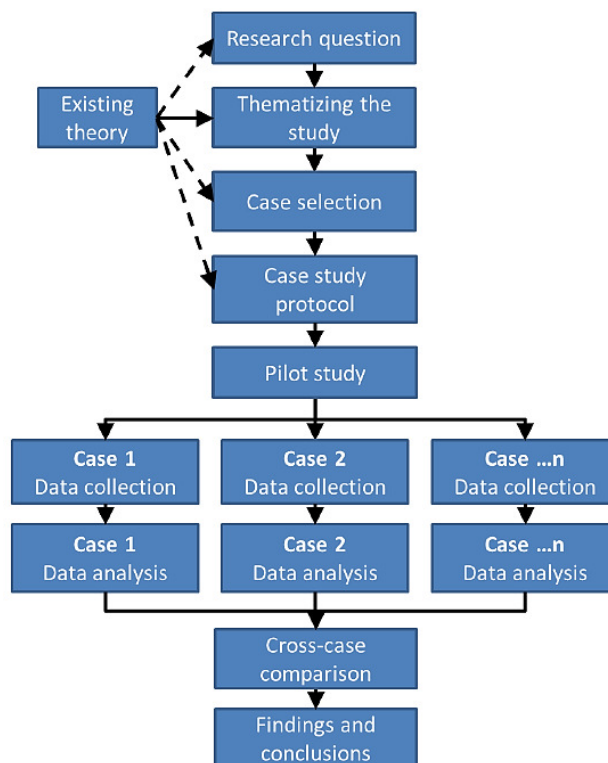 Research question
Existing
theory
Thematizing the
study
Case selection
Case study
protocol
Pilot study
Case 1
Data collection
Case 2
Data collection
Case ...n
Data collection
Case 1
Data analysis
Case 2
Data analysis
Case ...n
Data analysis
Cross-case
comparison
Findings and
conclusions